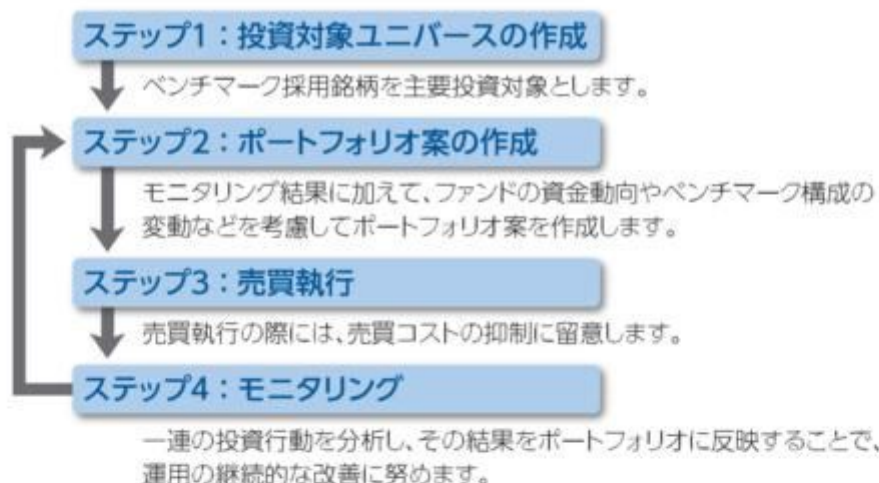 ステップ1：投資対象ユニバースの作成
ベンチマーク採用銘柄を主要投資対象とします。
ステップ2：ポートフォリオ案の作成
モニタリング結果に加えて、ファンドの資金動向やベンチマーク構成の
変動などを考慮してポートフォリオ案を作成します。
ステップ3：売買執行
売買執行の際には、売買コストの抑制に留意します。
ステップ4：モニタリング
一連の投資行動を分析し、その結果をポートフォリオに反映することで、
運用の継続的な改善に努めます。